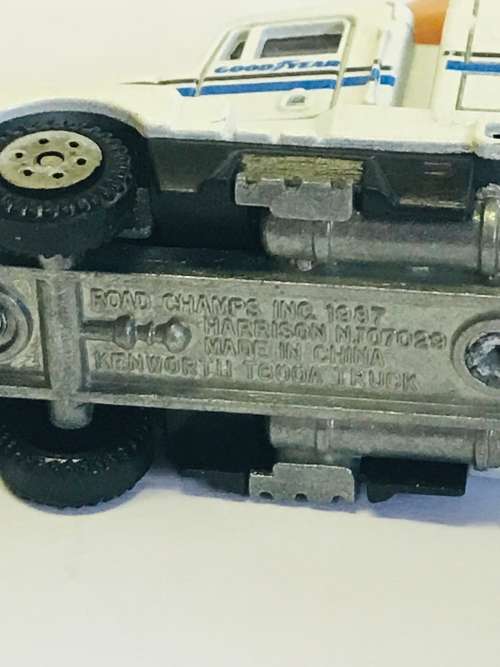 GOODYEAR
ROAD CHAMPS INC. 1987
HARRISON NJ 07029
MADE IN CHINA
KENWORTH T600A TRUCK